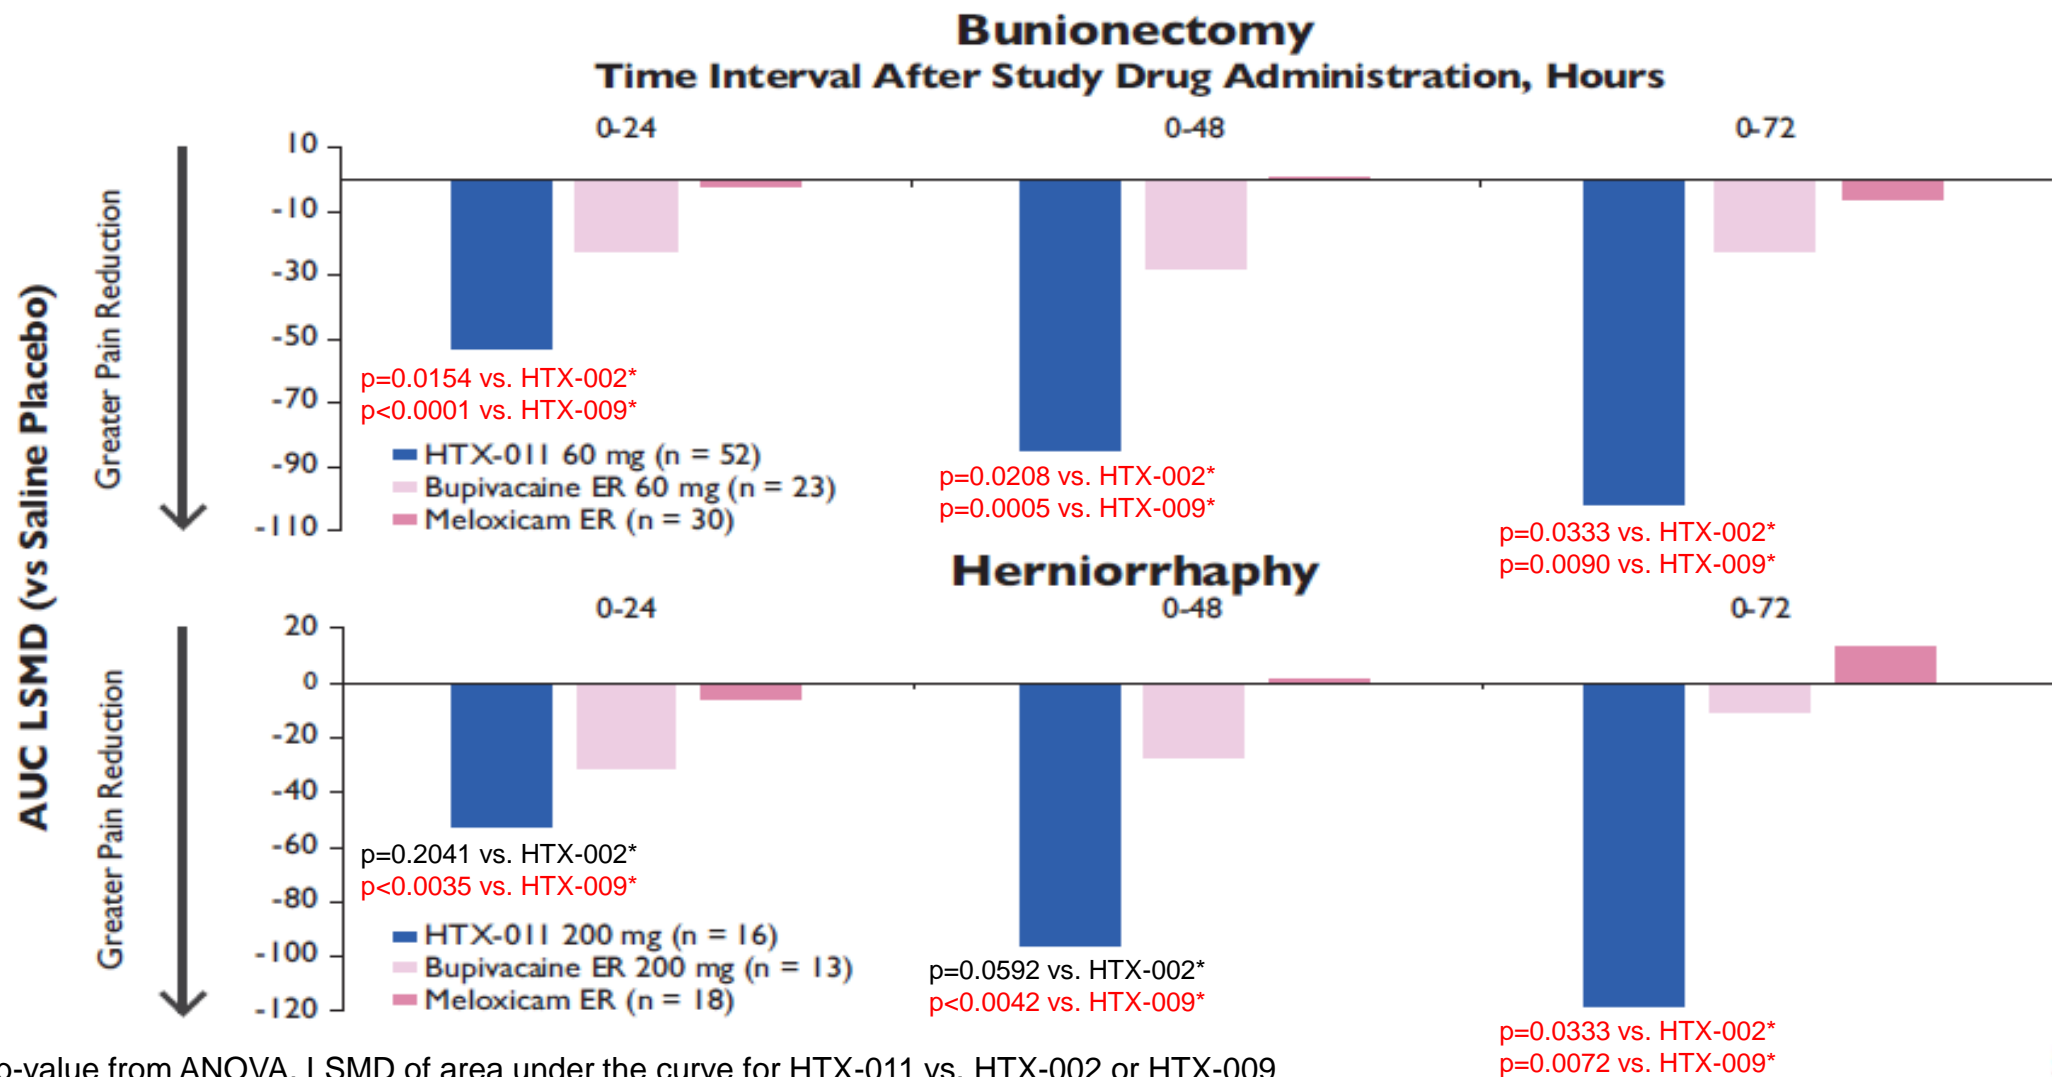 Bunionectomy
Time Interval After Study Drug Administration, Hours
0-24 0-48 0-72
10
-10
-30
-50
-70
-90
-110
AUC LSMD (vs Saline Placebo)
Greater Pain Reduction
p=0.0154 vs. HTX-002*
p<0.0001 vs. HTX-009*
HTX-011 60 mg (n = 52)
Bupivacaine ER 60 mg (n = 23)
Meloxicam ER (n = 30)
p=0.0208 vs. HTX-002*
p=0.0005 vs. HTX-009*
p=0.0333 vs. HTX-002*
p=0.0090 vs. HTX-009*
Herniorrhaphy
0-24 0-48 0-72
20
0
-20
-40
-60
-80
-100
-120
Greater Pain Reduction
p=0.2041 vs. HTX-002*
p<0.0035 vs. HTX-009*
HTX-011 200 mg (n = 16)
Bupivacaine ER 200 mg (n = 13)
Meloxicam ER (n = 18)
p=0.0592 vs. HTX-002*
p<0.0042 vs. HTX-009*
p=0.0333 vs. HTX-002*
p=0.0072 vs. HTX-009*
p-value from ANOVA. LSMD of area under the curve for HTX-011 vs. HTX-002 or HTX-009